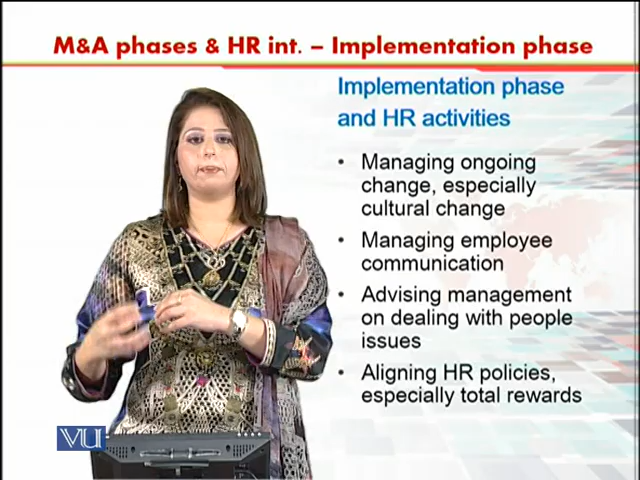 M&A phases & HR int. – Implementation phase
Implementation phase
and HR activities
• Managing ongoing
change, especially
cultural change
• Managing employee
communication
• Advising management
on dealing with people
issues
• Aligning HR policies,
especially total rewards
VU